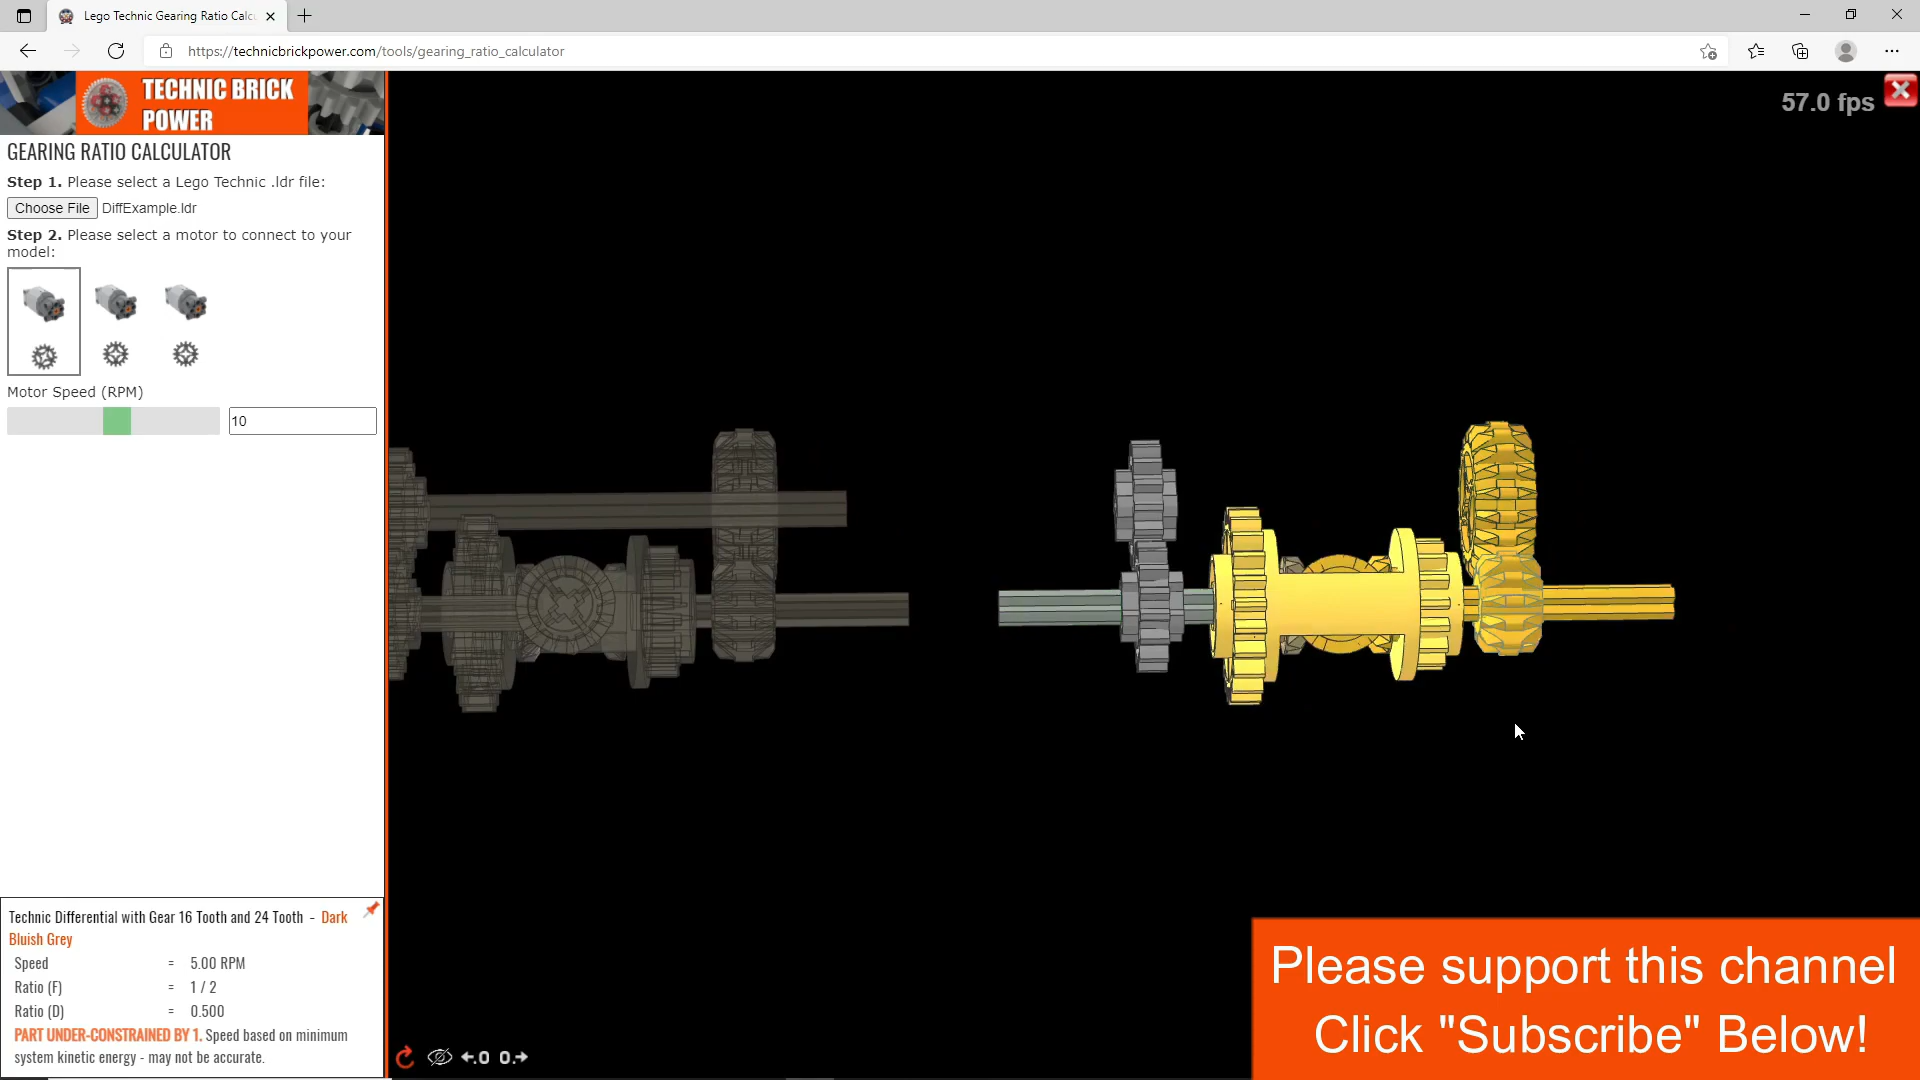 Lego Technic Gearing Ratio Calc
https://technicbrickpower.com/tools/gearing_ratio_calculator
TECHNIC BRICK
POWER
57.0 fps
GEARING RATIO CALCULATOR
Step 1. Please select a Lego Technic .ldr file:
Choose File DiffExample.ldr
Step 2. Please select a motor to connect to your
model:
Motor Speed (RPM)
10
Technic Differential with Gear 16 Tooth and 24 Tooth - Dark
Bluish Grey
Speed = 5.00 RPM
Ratio (F) = 1 / 2
Ratio (D) = 0.500
PART UNDER-CONSTRAINED BY 1. Speed based on minimum
system kinetic energy - may not be accurate.
←.0 0.→
Please support this channel
Click "Subscribe" Below!